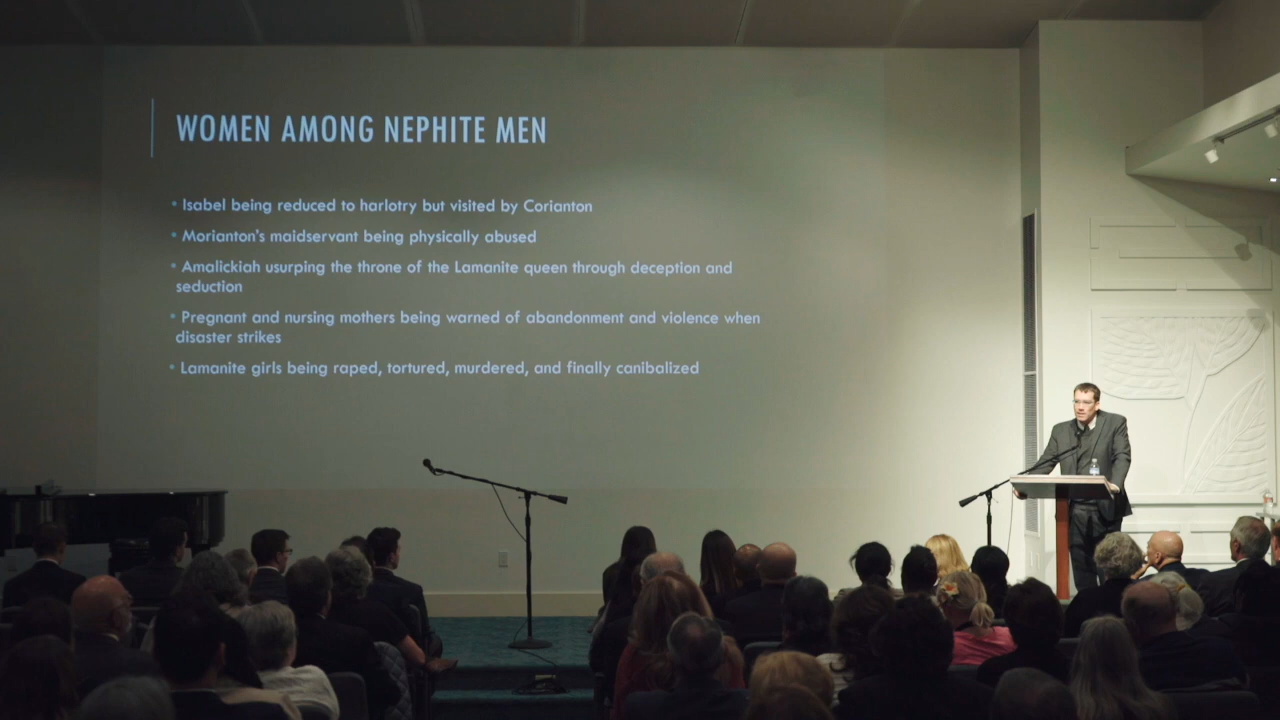 WOMEN AMONG NEPHITE MEN
• Isabel being reduced to harlotry but visited by Corianton
• Morianton's maidservant being physically abused
• Amalickiah usurping the throne of the Lamanite queen through deception and
seduction
• Pregnant and nursing mothers being warned of abandonment and violence when
disaster strikes
• Lamanite girls being raped, tortured, murdered, and finally canibalized